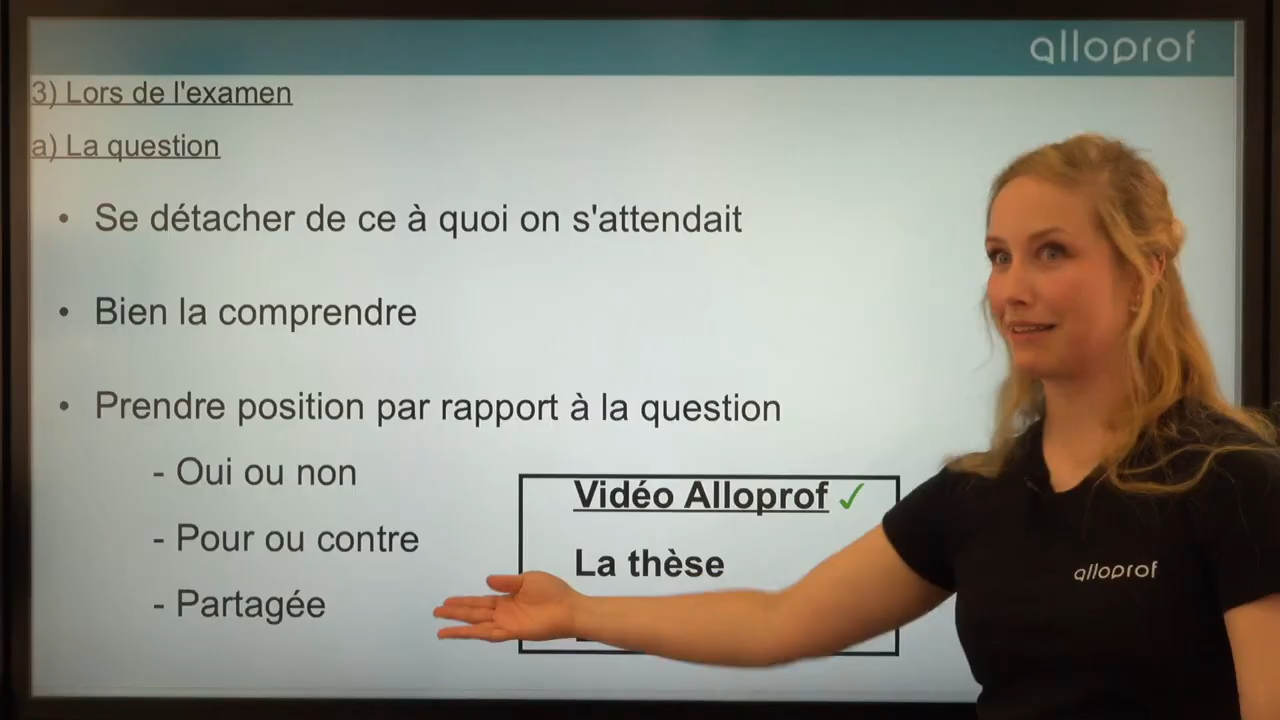 alloprof
3) Lors de l'examen
a) La question
• Se détacher de ce à quoi on s'attendait
• Bien la comprendre
• Prendre position par rapport à la question
- Oui ou non
- Pour ou contre
- Partagée
Vidéo Alloprof ✓
La thèse
alloprof